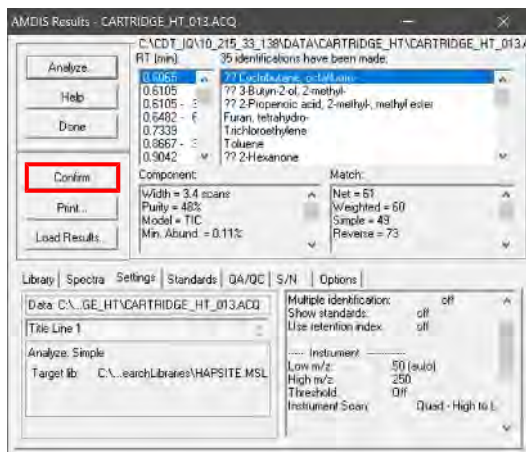 AMDIS Results - CARTRIDGE_HT_013.ACQ
Analyze.
Help
Done
Confirm
Print...
Load Results...
C:\CDT_IQ\10_215_33_138\DATA\CARTRIDGE_HT\CARTRIDGE_HT_013.A
RT (min) 35 identifications have been made:
0.6065 ?? Cyclobutane, octafluoro-
0.6105 ?? 3-Butyn-2-ol, 2-methyl-
0.6105 - ?? 2-Propenoic acid, 2-methyl-, methyl ester
0.6482 - Furan, tetrahydro-
0.7339 Trichloroethylene
0.8667 - Toluene
0.9042 ?? 2-Hexanone
Component: Match:
Width = 3.4 scans Net = 61
Purity = 48% Weighted = 60
Model = TIC Simple = 49
Min. Abund. = 0.11% Reverse = 73
Library Spectra Settings Standards QA/QC S/N Options
Data: C:\...GE_HT\CARTRIDGE_HT_013.ACQ
Title Line 1
Analyze: Simple
Target lib: C:\...earchLibraries\HAPSITE.MSL
Multiple identification: off
Show standards: off
Use retention index: off
---- Instrument ----
Low m/z: 50 (auto)
High m/z: 250
Threshold: Off
Instrument Scan: Quad - High to L